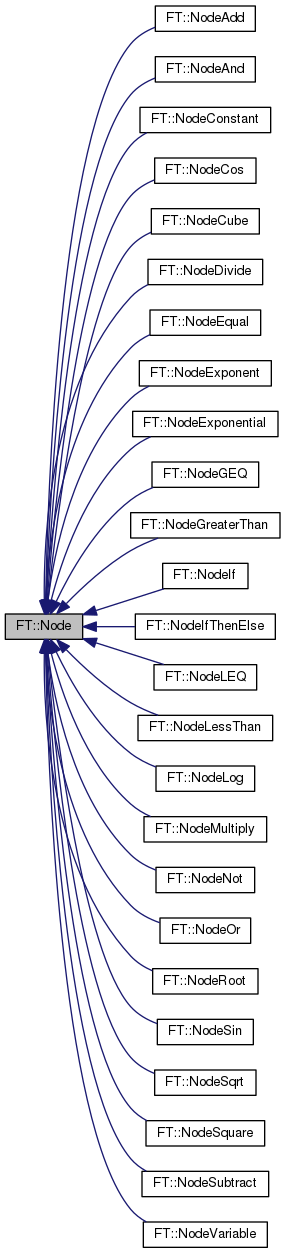 FT::NodeAdd
FT::NodeAnd
FT::NodeConstant
FT::NodeCos
FT::NodeCube
FT::NodeDivide
FT::NodeEqual
FT::NodeExponent
FT::NodeExponential
FT::NodeGEQ
FT::NodeGreaterThan
FT::NodeIf
FT::Node
FT::NodeIfThenElse
FT::NodeLEQ
FT::NodeLessThan
FT::NodeLog
FT::NodeMultiply
FT::NodeNot
FT::NodeOr
FT::NodeRoot
FT::NodeSin
FT::NodeSqrt
FT::NodeSquare
FT::NodeSubtract
FT::NodeVariable